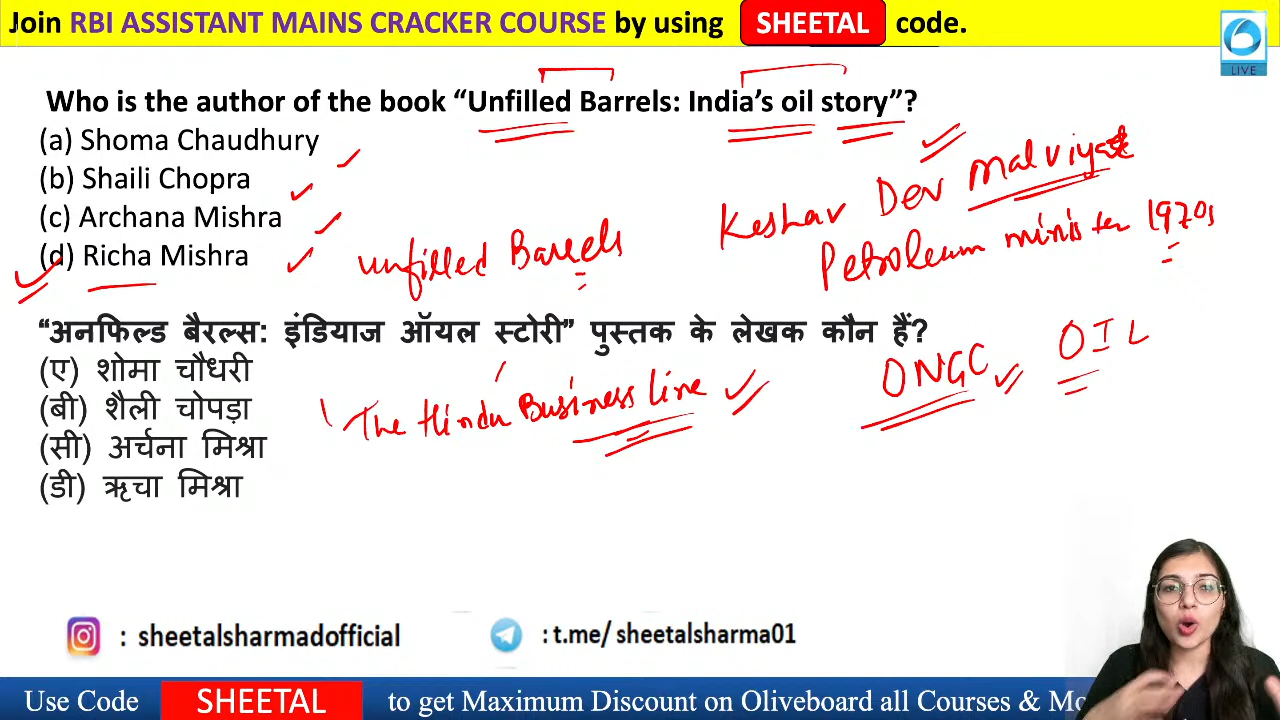 Join RBI ASSISTANT MAINS CRACKER COURSE by using SHEETAL code.
LIVE
Who is the author of the book “Unfilled Barrels: India’s oil story”?
(a) Shoma Chaudhury
(b) Shaili Chopra
(c) Archana Mishra
(d) Richa Mishra
unfilled Barrels
Keshav Dev malviya
Petroleum minister 1970s
“अनफिल्ड बैरल्स: इंडियाज ऑयल स्टोरी” पुस्तक के लेखक कौन हैं?
(ए) शोमा चौधरी
(बी) शैली चोपड़ा
(सी) अर्चना मिश्रा
(डी) ऋचा मिश्रा
'The Hindu Business line
ONGC OIL
: sheetalsharmadofficial
: t.me/ sheetalsharma01
Use Code SHEETAL to get Maximum Discount on Oliveboard all Courses & Mo